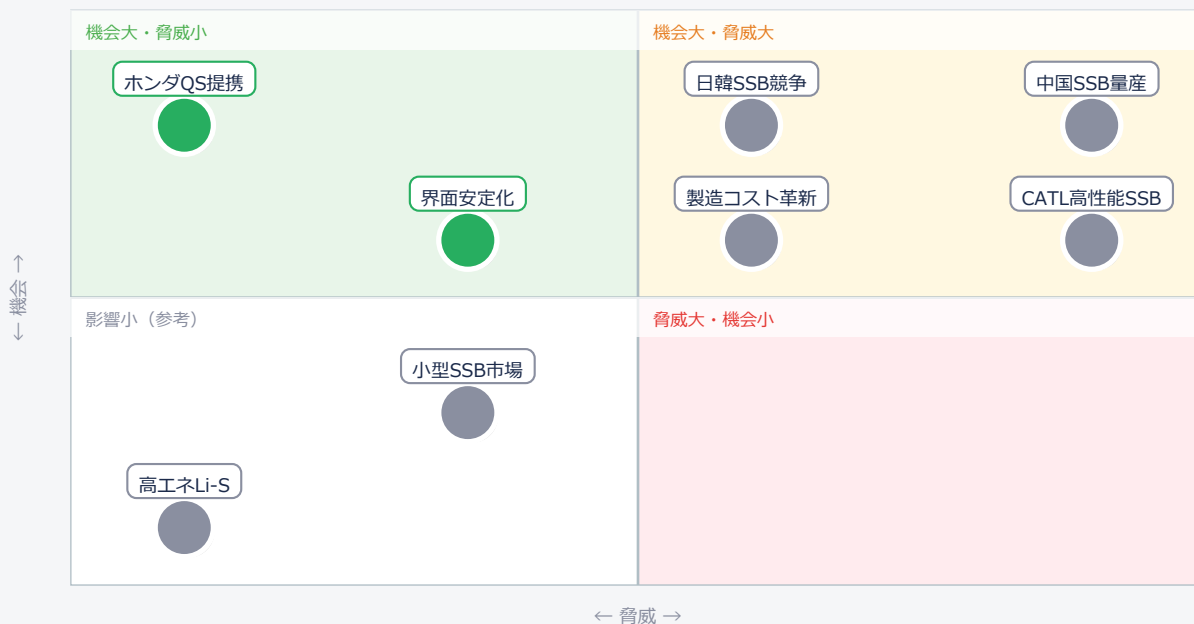 機会大・脅威小
機会大・脅威大
ホンダQS提携
日韓SSB競争
中国SSB量産
界面安定化
製造コスト革新
CATL高性能SSB
← 機会 →
影響小（参考）
脅威大・機会小
小型SSB市場
高エネLi-S
← 脅威 →